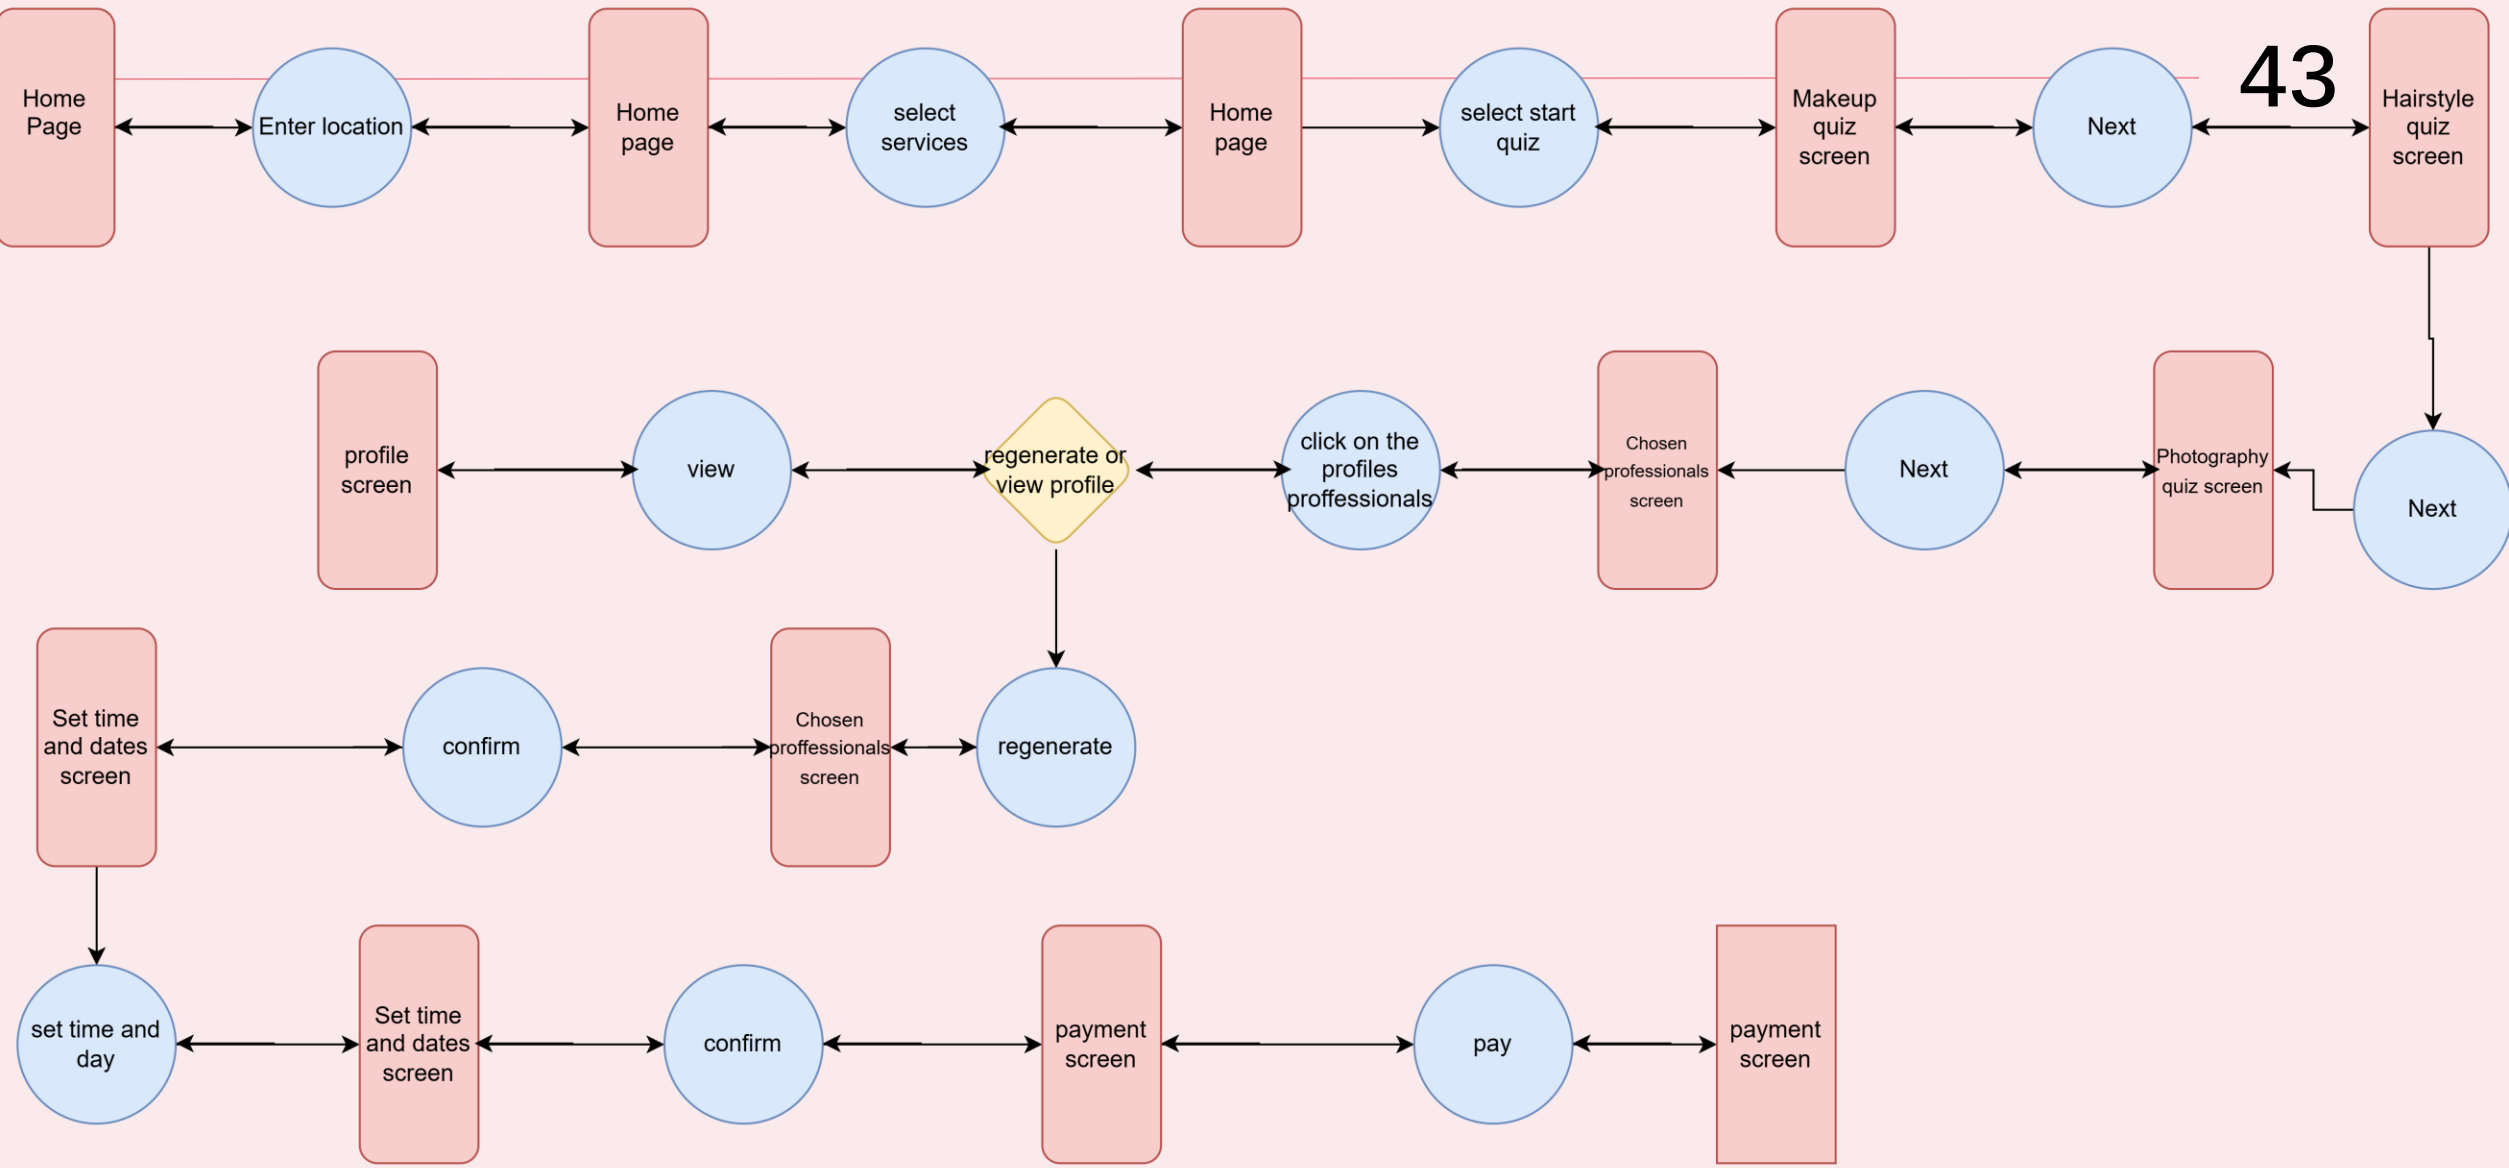 Home
Page
Enter location
Home
page
select
services
Home
page
select start
quiz
Makeup
quiz
screen
Next
43
Hairstyle
quiz
screen
profile
screen
view
regenerate or
view profile
click on the
profiles
proffessionals
Chosen
professionals
screen
Next
Photography
quiz screen
Next
Set time
and dates
screen
confirm
Chosen
proffessionals
screen
regenerate
set time and
day
Set time
and dates
screen
confirm
payment
screen
pay
payment
screen